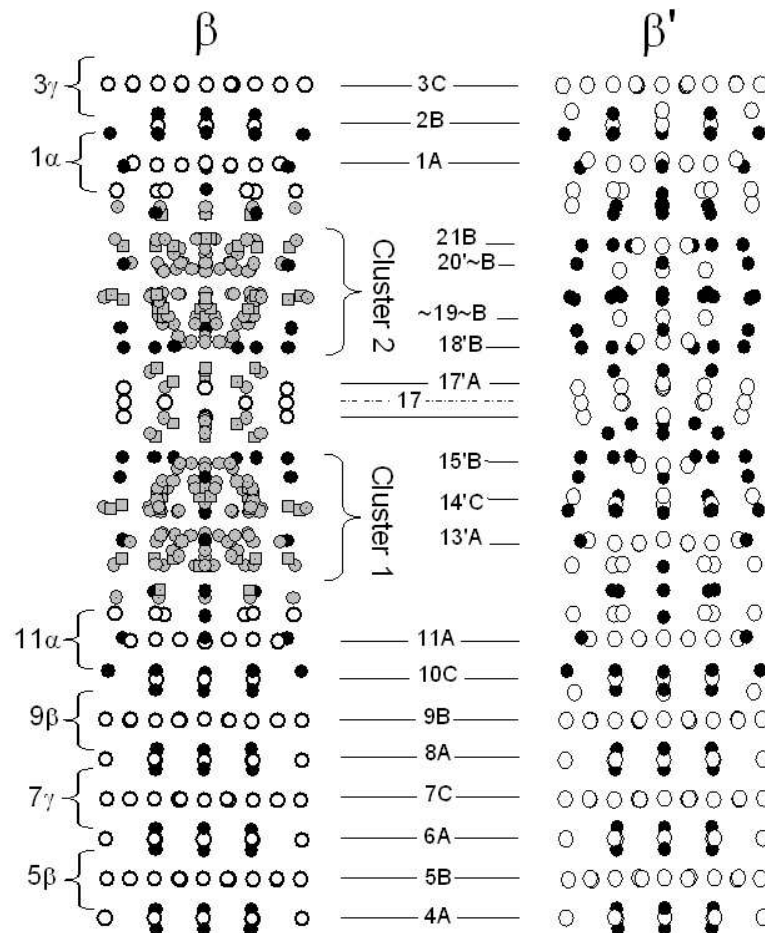 β β'
3γ 3C
2B
1α 1A
21B
20'~B
Cluster 2
~19~B
18'B
17'A
17
15'B
Cluster 1
14'C
13'A
11α 11A
10C
9β 9B
8A
7γ 7C
6A
5β 5B
4A